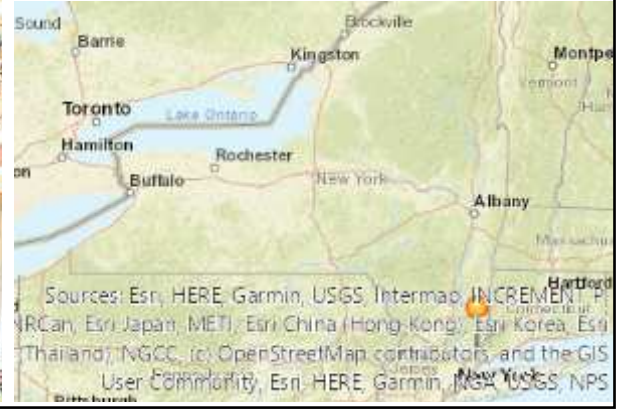 Sound
Barrie
Brockville
Kingston
Montpe
Vermont
Toronto
Lake Ontario
Hamilton
on
Rochester
Buffalo
New York
Albany
Massachu
Hartford
Sources: Esri, HERE, Garmin, USGS, Intermap, INCREMENT P,
NRCan, Esri Japan, METI, Esri China (Hong Kong), Esri Korea, Esri
Connecticut
(Thailand), NGCC, (c) OpenStreetMap contributors, and the GIS
User Community, Esri, HERE, Garmin, NGA, USGS, NPS
New York
Pittsburgh